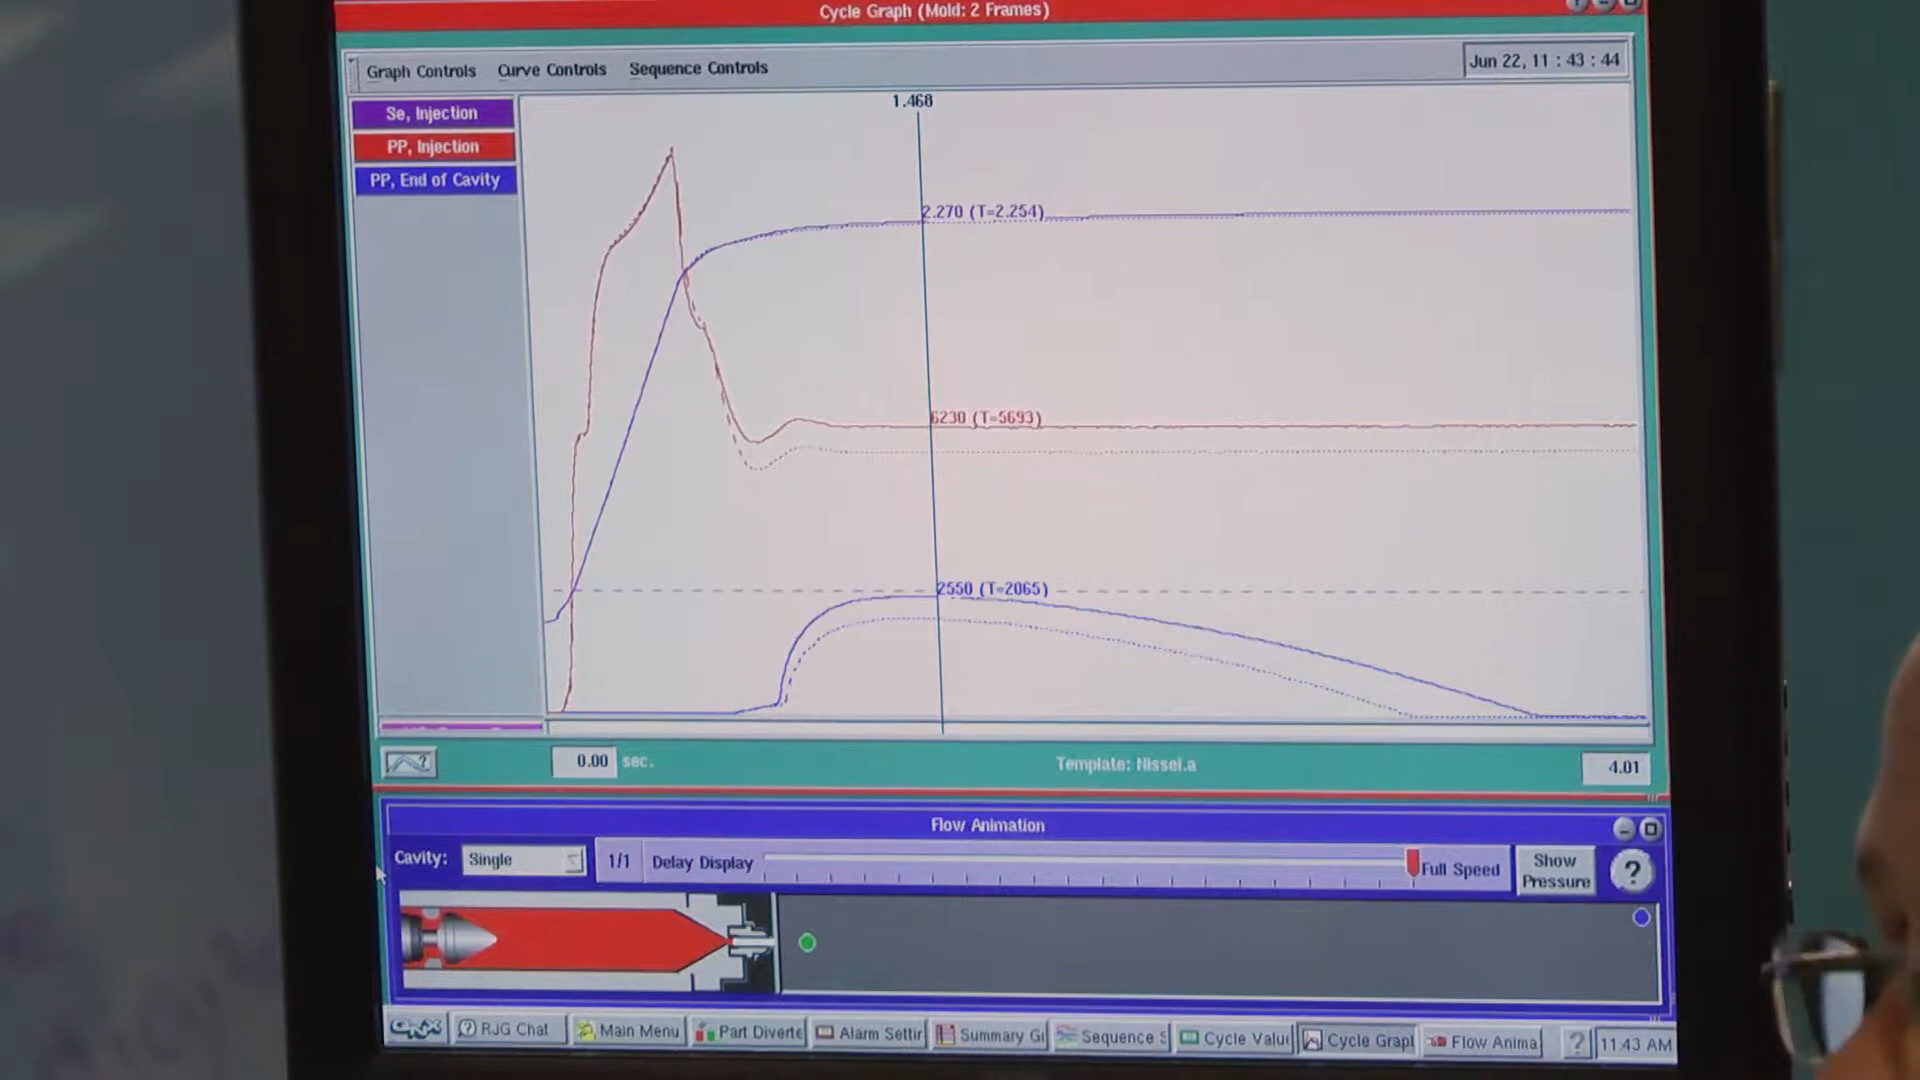 Cycle Graph (Mold: 2 Frames)
Graph Controls Curve Controls Sequence Controls
Jun 22, 11 : 43 : 44
Se, Injection
PP, Injection
PP, End of Cavity
1.468
2.270 (T=2.254)
6230 (T=5693)
2550 (T=2065)
0.00 sec.
Template: Nissei.a
4.01
Flow Animation
Cavity: Single
1/1
Delay Display
Full Speed
Show
Pressure
?
RJG Chat
Main Menu
Part Diverte
Alarm Settir
Summary Gi
Sequence S
Cycle Valu
Cycle Grapl
Flow Anima
?
11:43 AM